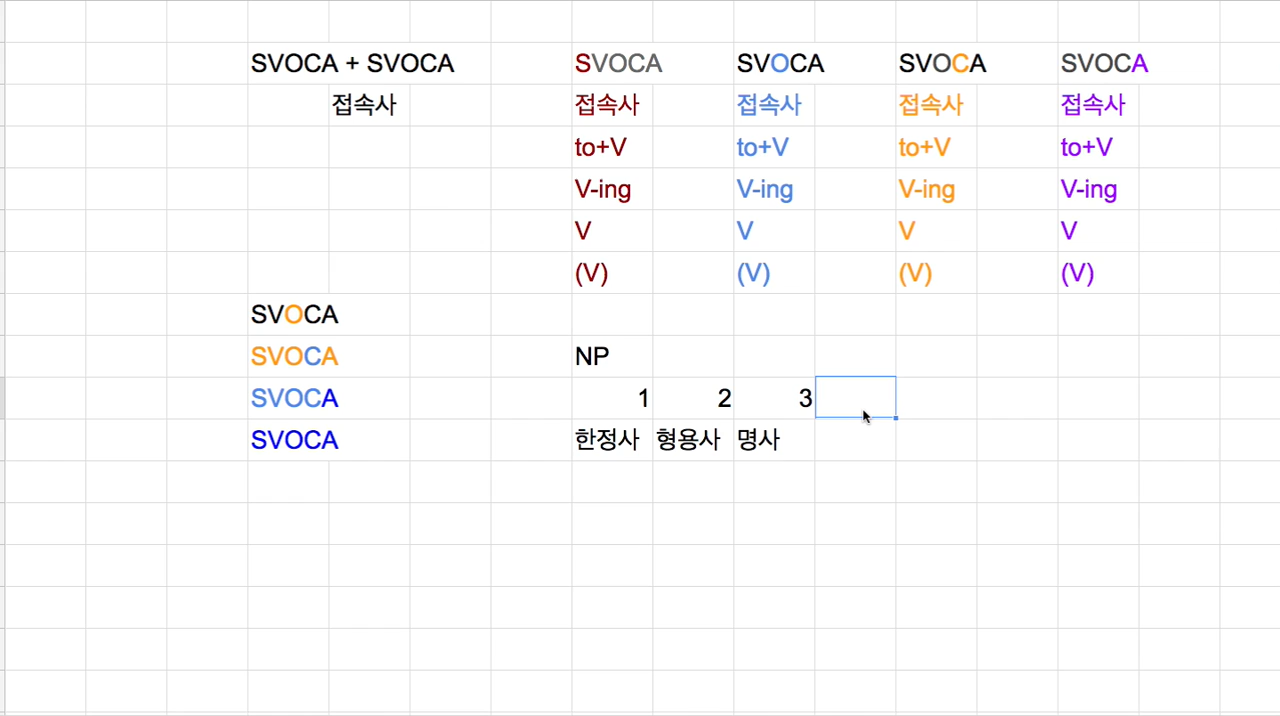 SVOCA + SVOCA SVOCA SVOCA SVOCA SVOCA
접속사 접속사 접속사 접속사 접속사
to+V to+V to+V to+V
V-ing V-ing V-ing V-ing
V V V V
(V) (V) (V) (V)
SVOCA
SVOCA NP
SVOCA 1 2 3
SVOCA 한정사 형용사 명사